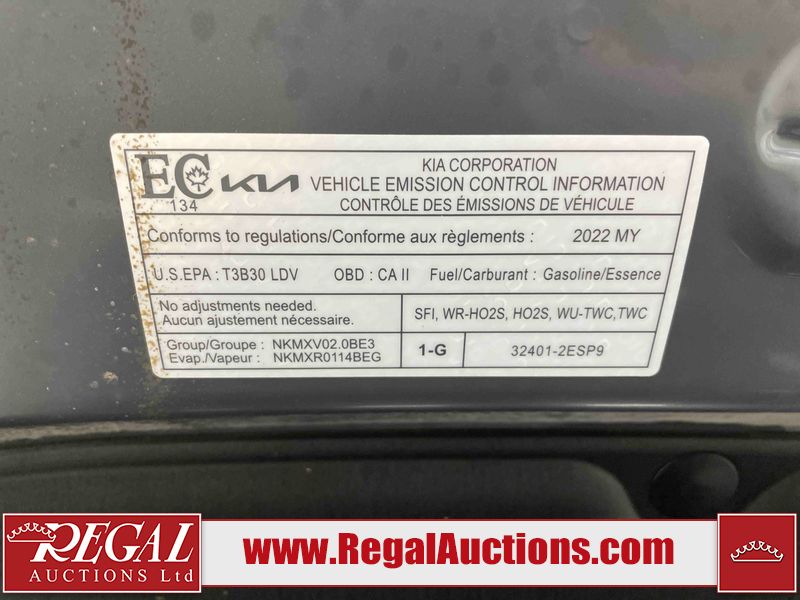 EC
134
KIA
KIA CORPORATION
VEHICLE EMISSION CONTROL INFORMATION
CONTRÔLE DES ÉMISSIONS DE VÉHICULE
Conforms to regulations/Conforme aux règlements : 2022 MY
U.S.EPA : T3B30 LDV OBD : CA II Fuel/Carburant : Gasoline/Essence
No adjustments needed.
Aucun ajustement nécessaire.
SFI, WR-HO2S, HO2S, WU-TWC,TWC
Group/Groupe : NKMXV02.0BE3
Evap./Vapeur : NKMXR0114BEG
1-G
32401-2ESP9
REGAL
AUCTIONS Ltd
www.RegalAuctions.com